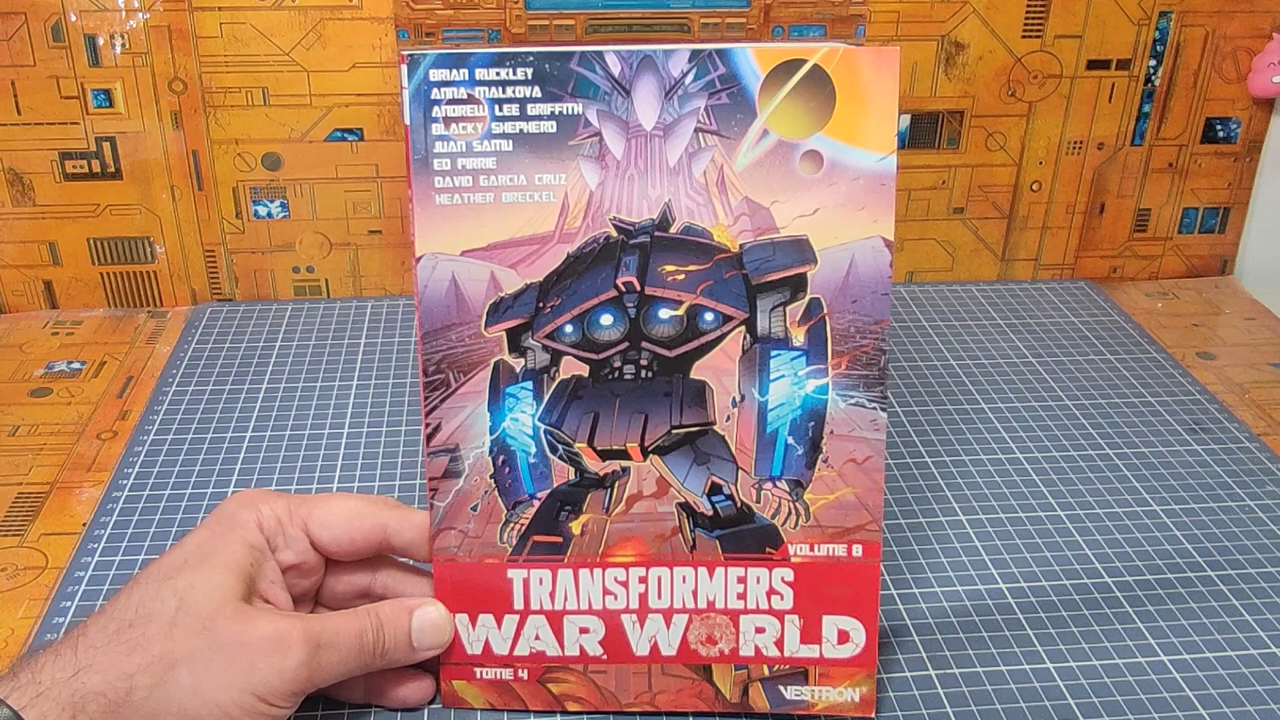 BRIAN RUCKLEY
ANNA MALKOVA
ANDREW LEE GRIFFITH
BLACKY SHEPHERD
JUAN SAMU
ED PIRRIE
DAVID GARCIA CRUZ
HEATHER BRECKEL
VOLUME 8
TRANSFORMERS
WAR WORLD
TOME 4
VESTRON